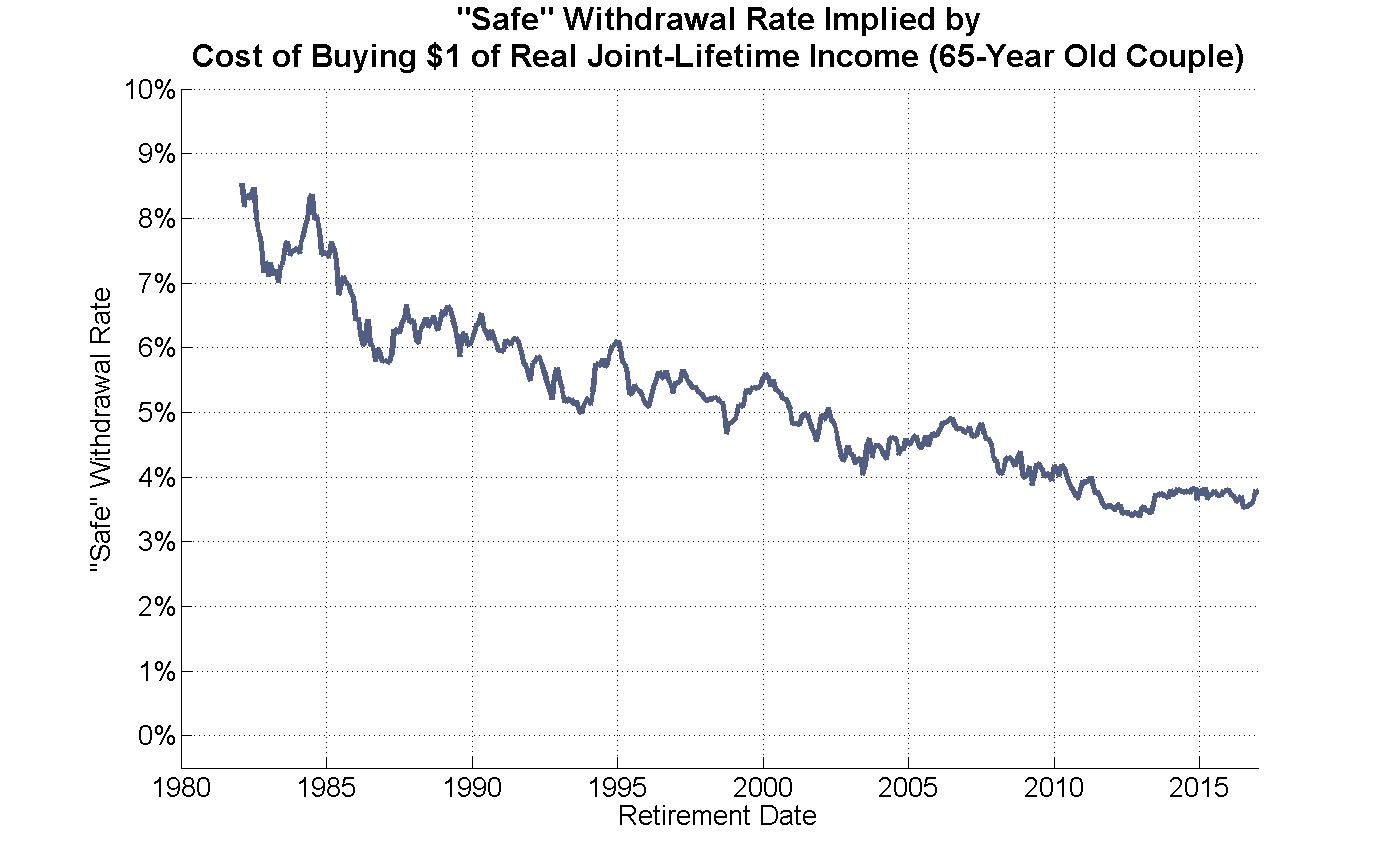 "Safe" Withdrawal Rate Implied by
Cost of Buying $1 of Real Joint-Lifetime Income (65-Year Old Couple)
10%
9%
8%
7%
6%
5%
4%
3%
2%
1%
0%
"Safe" Withdrawal Rate
1980 1985 1990 1995 2000 2005 2010 2015
Retirement Date